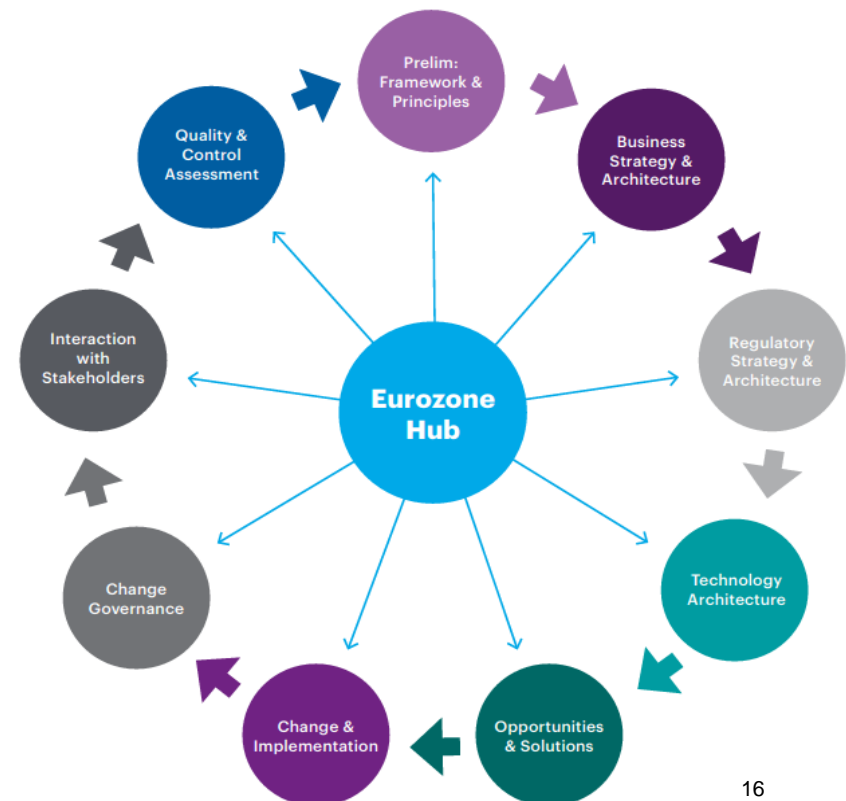 Prelim:
Framework &
Principles
Business
Strategy &
Architecture
Regulatory
Strategy &
Architecture
Technology
Architecture
Opportunities
& Solutions
Change &
Implementation
Change
Governance
Interaction
with
Stakeholders
Quality &
Control
Assessment
Eurozone
Hub
16